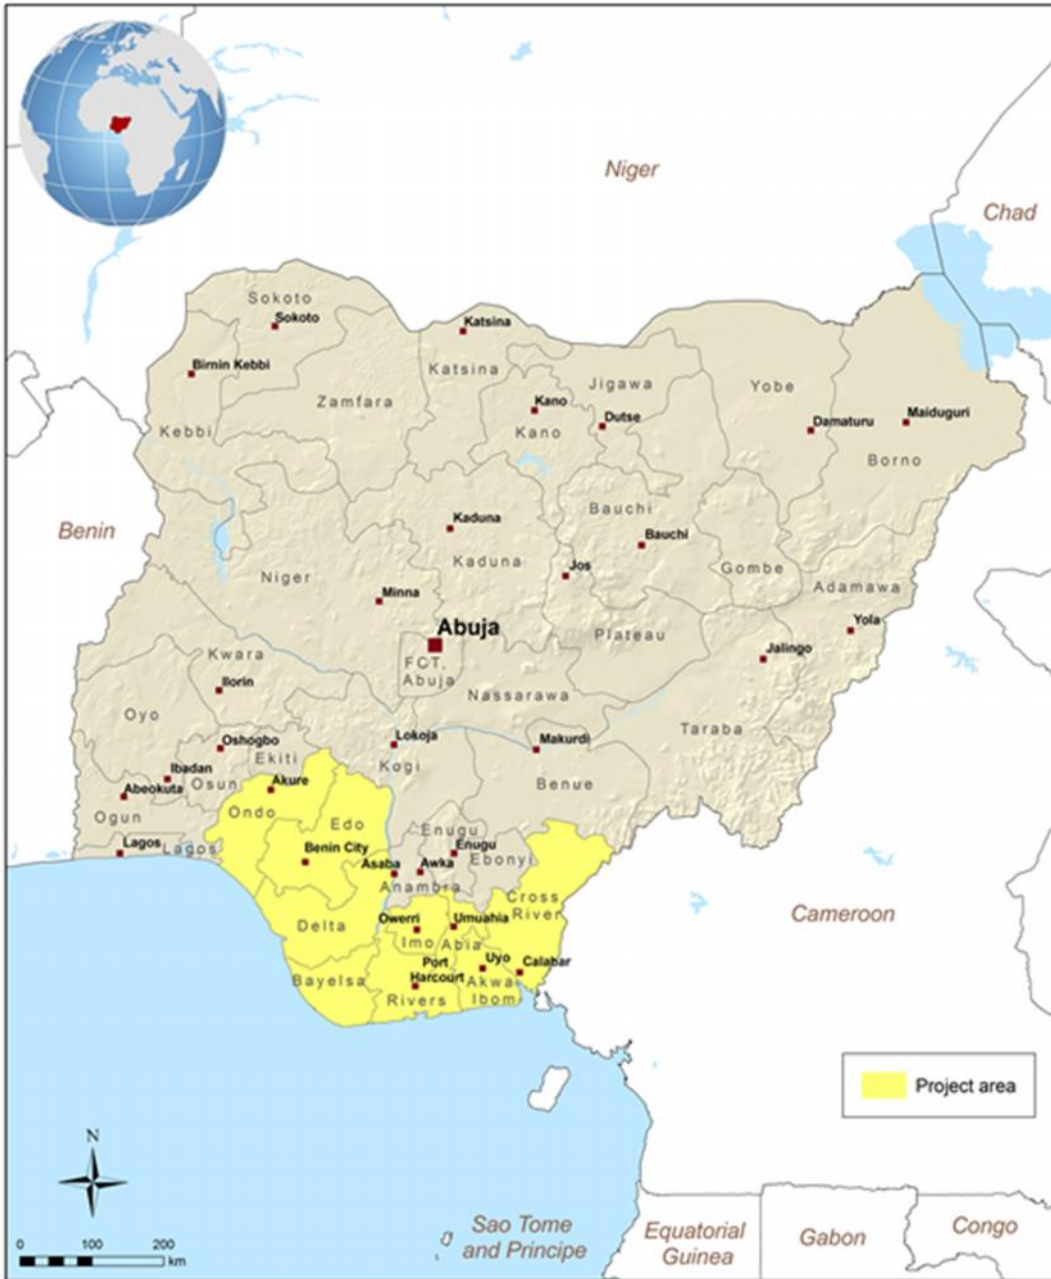 Niger
Chad
Sokoto
Sokoto
Katsina
Birnin Kebbi
Katsina
Jigawa
Yobe
Zamfara
Kano
Dutse
Damaturu
Maiduguri
Kebbi
Kano
Borno
Benin
Kaduna
Bauchi
Bauchi
Kaduna
Jos
Gombe
Niger
Adamawa
Minna
Abuja
Plateau
Yola
Kwara
FCT,
Abuja
Jalingo
Ilorin
Nassarawa
Oyo
Taraba
Oshogbo
Lokoja
Makurdi
Ekiti
Kogi
Ibadan
Osun
Akure
Benue
Abeokuta
Ogun
Ondo
Edo
Enugu
Lagos
Lagos
Benin City
Enugu
Ebonyi
Asaba
Awka
Anambra
Cross
River
Cameroon
Delta
Owerri
Umuahia
Imo
Abia
Port
Harcourt
Uyo
Calabar
Bayelsa
Akwa
Ibom
Rivers
Project area
N
0 100 200
km
Sao Tome
and Principe
Equatorial
Guinea
Gabon
Congo